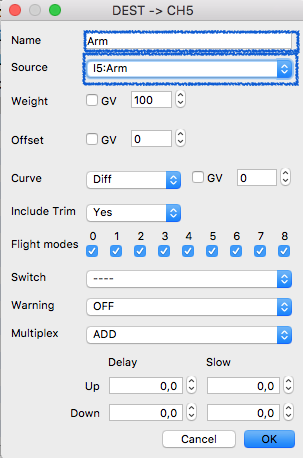 DEST -> CH5
Name Arm
Source I5:Arm
Weight GV 100
Offset GV 0
Curve Diff GV 0
Include Trim Yes
0 1 2 3 4 5 6 7 8
Flight modes
Switch ----
Warning OFF
Multiplex ADD
Delay Slow
Up 0,0 0,0
Down 0,0 0,0
Cancel OK